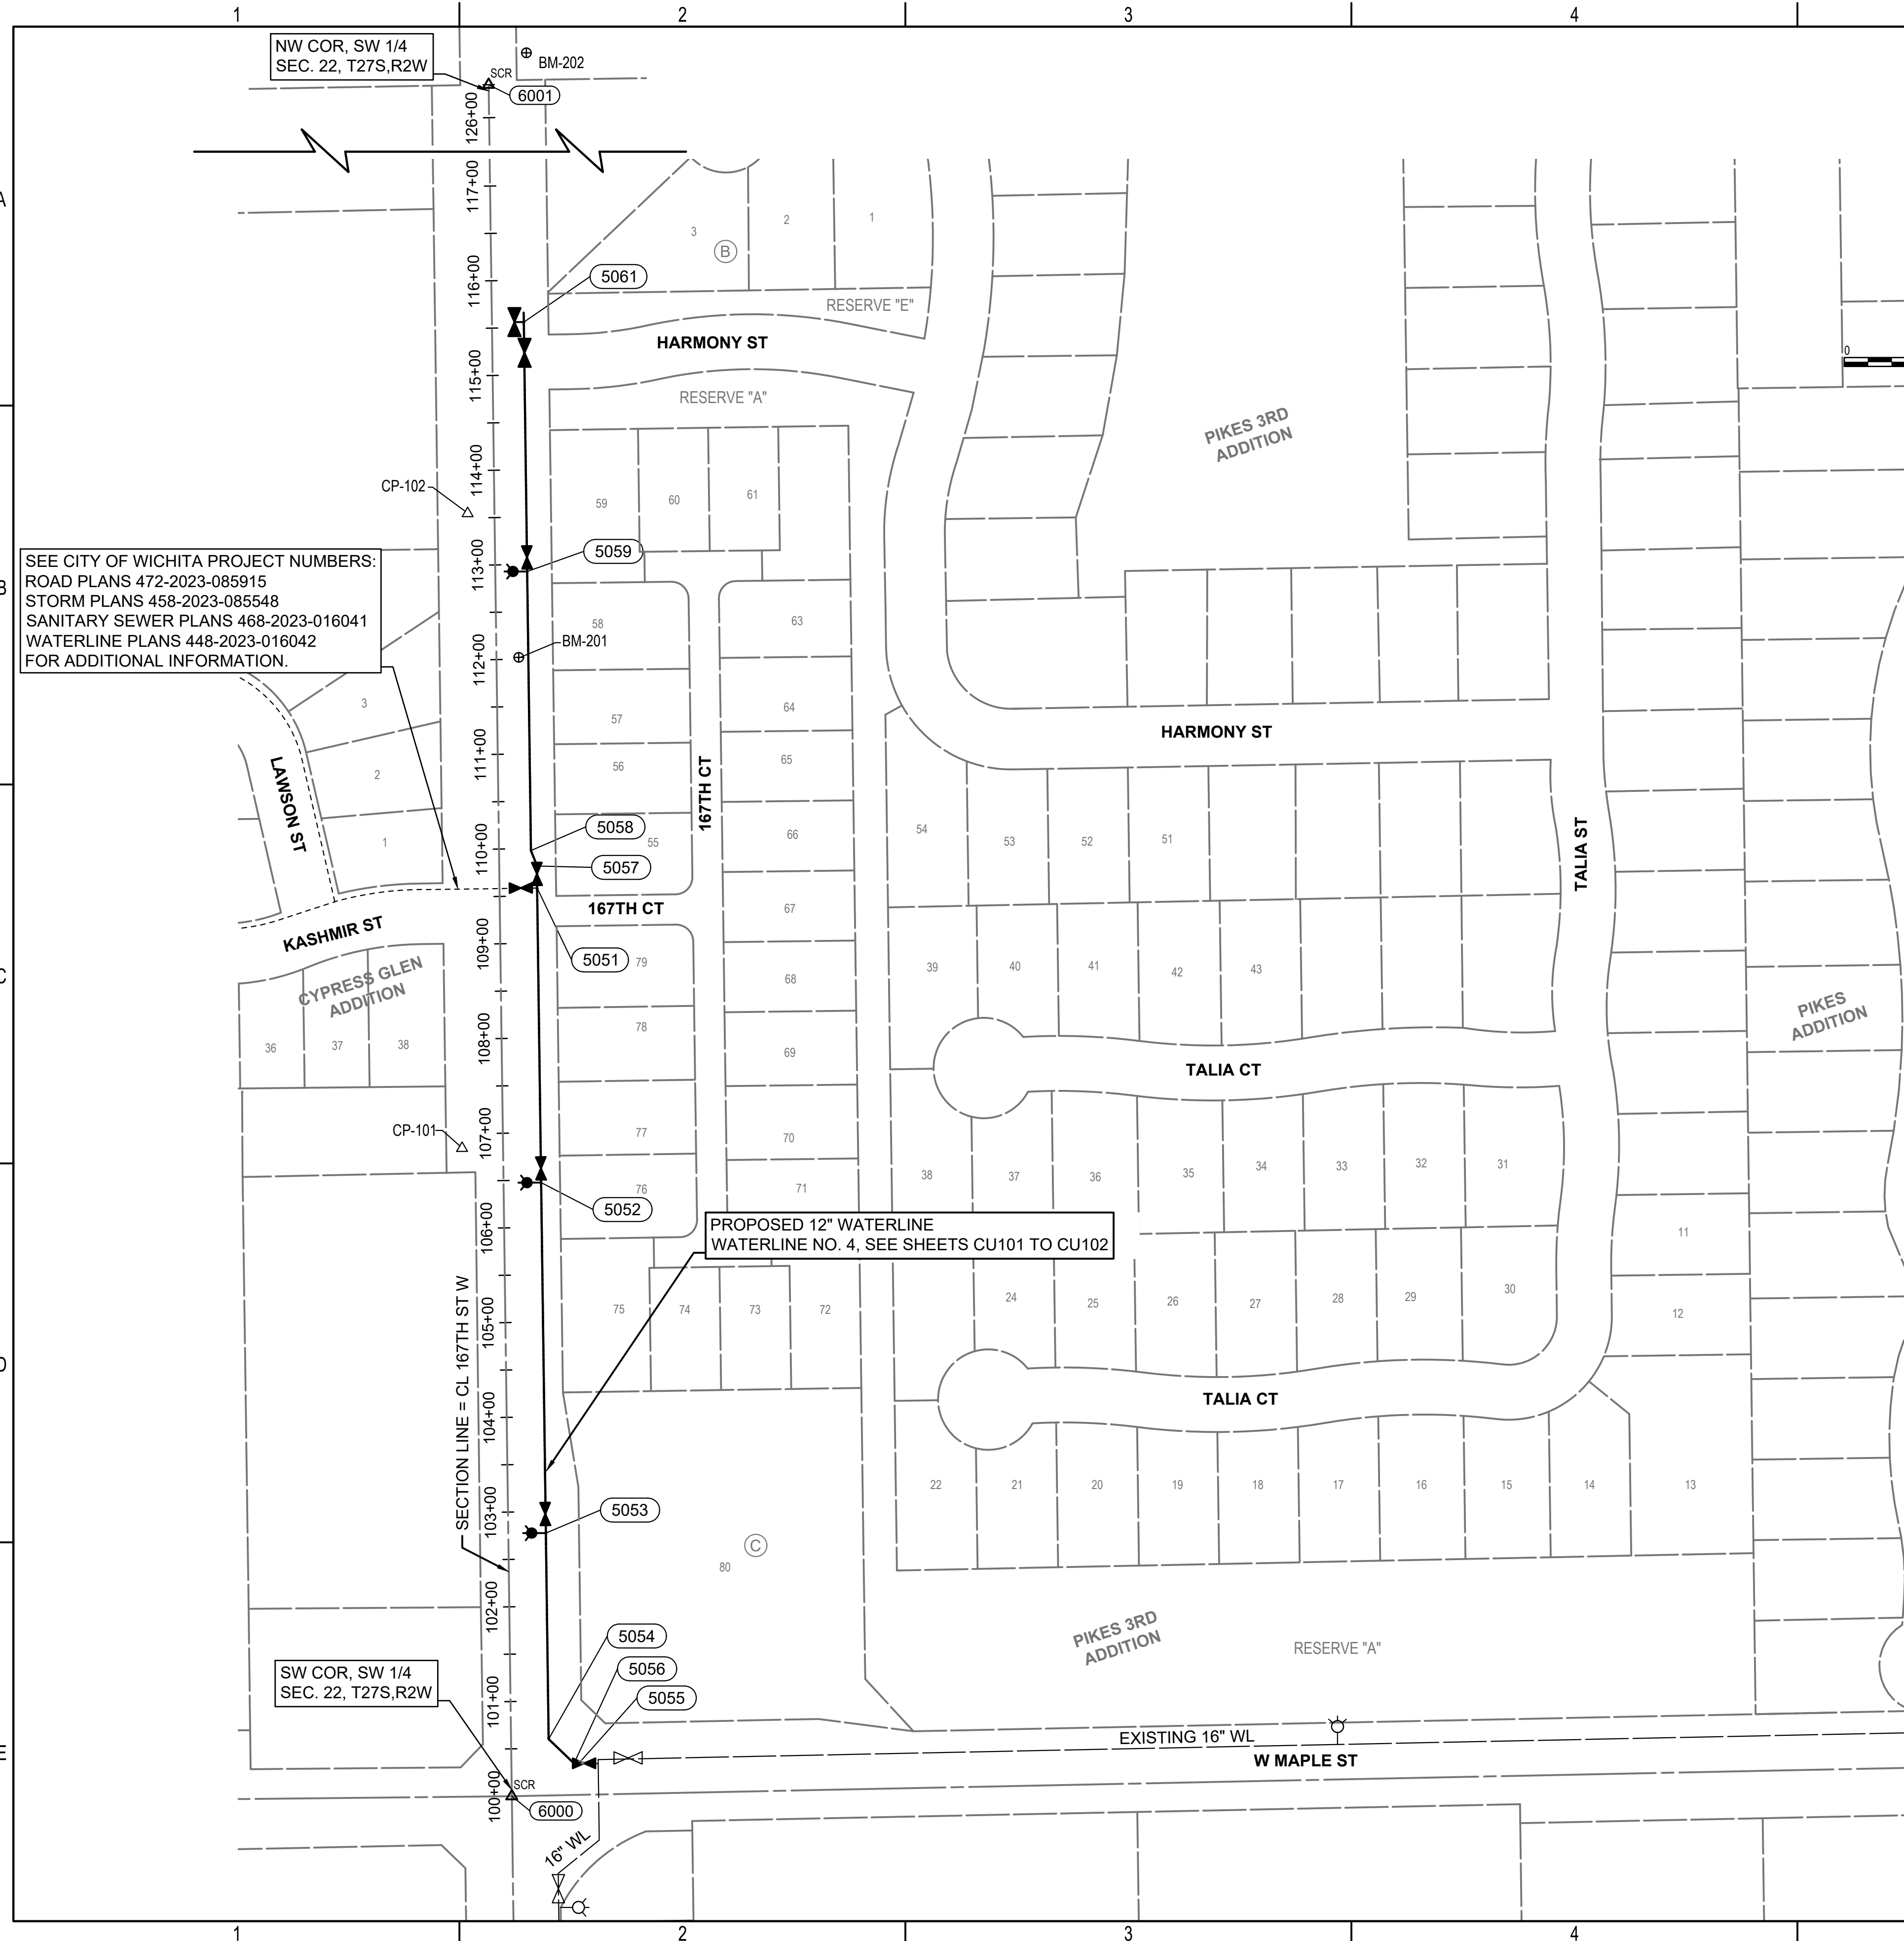 1
2
3
4
NW COR, SW 1/4
SEC. 22, T27S,R2W
SCR
BM-202
6001
126+00
117+00
A
3
2
1
B
116+00
5061
RESERVE "E"
HARMONY ST
115+00
0
RESERVE "A"
PIKES 3RD
ADDITION
114+00
CP-102
59
60
61
113+00
5059
SEE CITY OF WICHITA PROJECT NUMBERS:
ROAD PLANS 472-2023-085915
STORM PLANS 458-2023-085548
SANITARY SEWER PLANS 468-2023-016041
WATERLINE PLANS 448-2023-016042
FOR ADDITIONAL INFORMATION.
B
58
63
BM-201
112+00
3
57
64
HARMONY ST
111+00
2
56
65
LAWSON ST
167TH CT
110+00
5058
1
55
66
54
53
52
51
TALIA ST
5057
167TH CT
67
KASHMIR ST
109+00
5051
79
68
39
40
41
42
43
C
CYPRESS GLEN
ADDITION
PIKES
ADDITION
108+00
78
36
37
38
69
TALIA CT
107+00
CP-101
77
70
76
71
38
37
36
35
34
33
32
31
5052
106+00
PROPOSED 12" WATERLINE
WATERLINE NO. 4, SEE SHEETS CU101 TO CU102
11
SECTION LINE = CL 167TH ST W
105+00
75
74
73
72
24
25
26
27
28
29
30
12
D
104+00
TALIA CT
103+00
5053
22
21
20
19
18
17
16
15
14
13
C
80
102+00
5054
PIKES 3RD
ADDITION
RESERVE "A"
SW COR, SW 1/4
SEC. 22, T27S,R2W
5056
5055
101+00
EXISTING 16" WL
W MAPLE ST
E
100+00
SCR
6000
16" WL
1
2
3
4